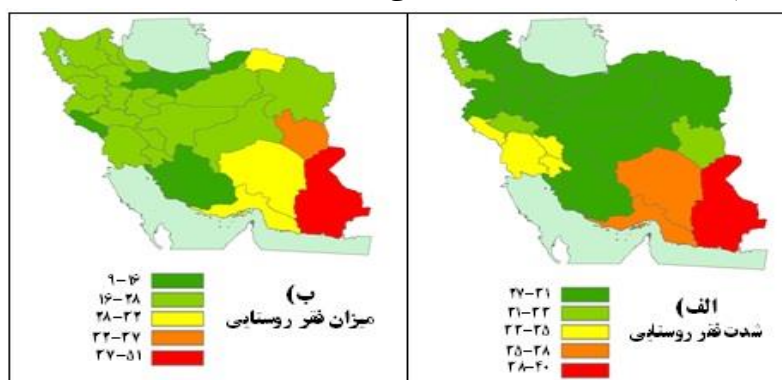 الف)
شدت فقر روستایی
۲۷-۳۱
۳۱-۳۳
۳۳-۳۵
۳۵-۳۸
۳۸-۴۰
ب)
میزان فقر روستایی
۹-۱۶
۱۶-۲۸
۲۸-۳۲
۳۲-۳۷
۳۷-۵۱